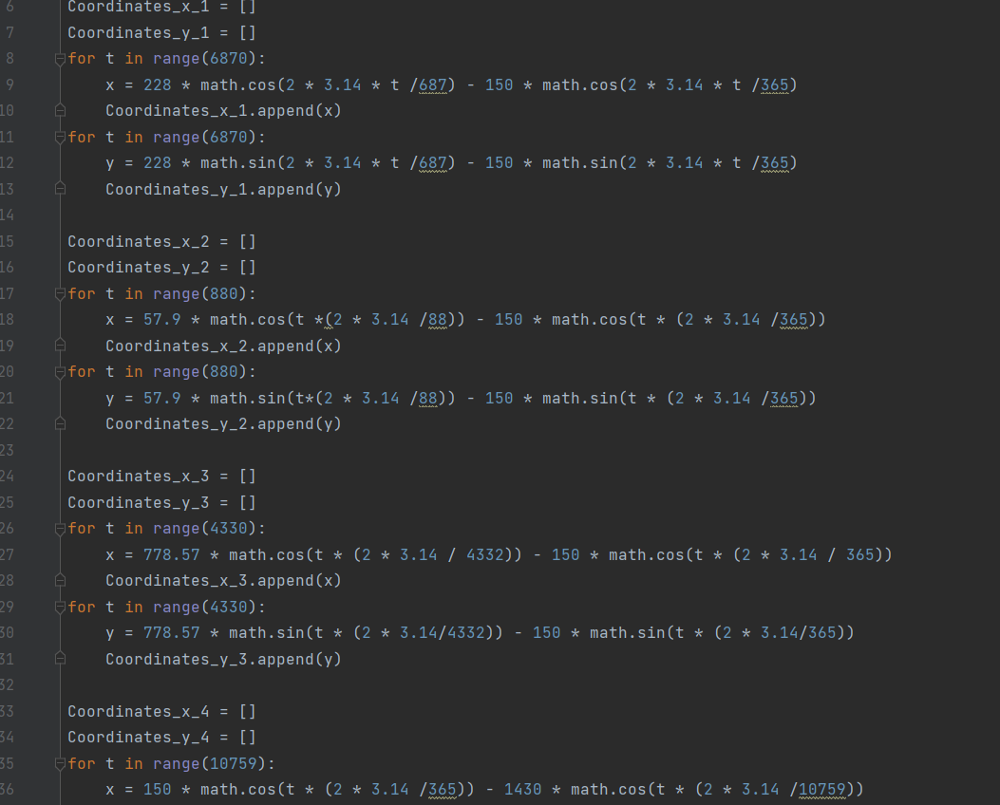 6 Coordinates_x_1 = []
7 Coordinates_y_1 = []
8 for t in range(6870):
9     x = 228 * math.cos(2 * 3.14 * t /687) - 150 * math.cos(2 * 3.14 * t /365)
10     Coordinates_x_1.append(x)
11 for t in range(6870):
12     y = 228 * math.sin(2 * 3.14 * t /687) - 150 * math.sin(2 * 3.14 * t /365)
13     Coordinates_y_1.append(y)
14
15 Coordinates_x_2 = []
16 Coordinates_y_2 = []
17 for t in range(880):
18     x = 57.9 * math.cos(t *(2 * 3.14 /88)) - 150 * math.cos(t * (2 * 3.14 /365))
19     Coordinates_x_2.append(x)
20 for t in range(880):
21     y = 57.9 * math.sin(t*(2 * 3.14 /88)) - 150 * math.sin(t * (2 * 3.14 /365))
22     Coordinates_y_2.append(y)
23
24 Coordinates_x_3 = []
25 Coordinates_y_3 = []
26 for t in range(4330):
27     x = 778.57 * math.cos(t * (2 * 3.14 / 4332)) - 150 * math.cos(t * (2 * 3.14 / 365))
28     Coordinates_x_3.append(x)
29 for t in range(4330):
30     y = 778.57 * math.sin(t * (2 * 3.14/4332)) - 150 * math.sin(t * (2 * 3.14/365))
31     Coordinates_y_3.append(y)
32
33 Coordinates_x_4 = []
34 Coordinates_y_4 = []
35 for t in range(10759):
36     x = 150 * math.cos(t * (2 * 3.14 /365)) - 1430 * math.cos(t * (2 * 3.14 /10759))